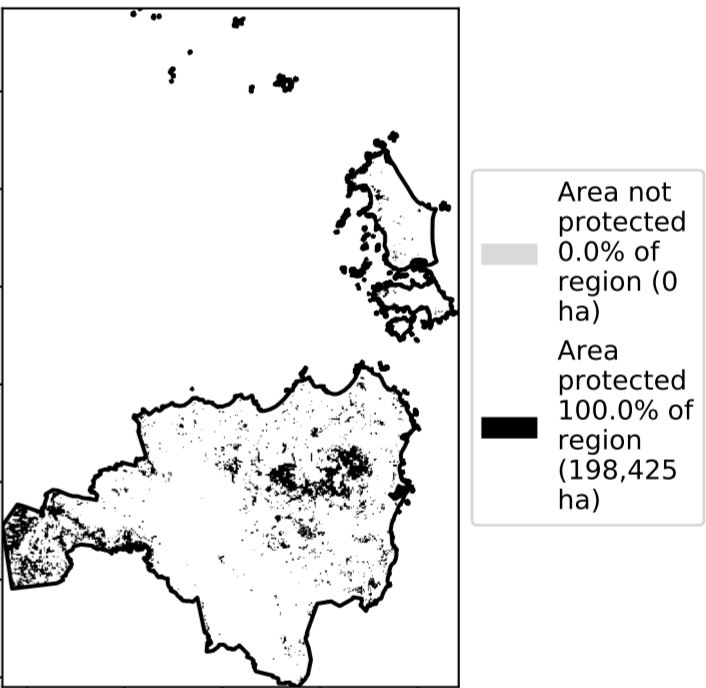 Area not
protected
0.0% of
region (0
ha)
Area
protected
100.0% of
region
(198,425
ha)